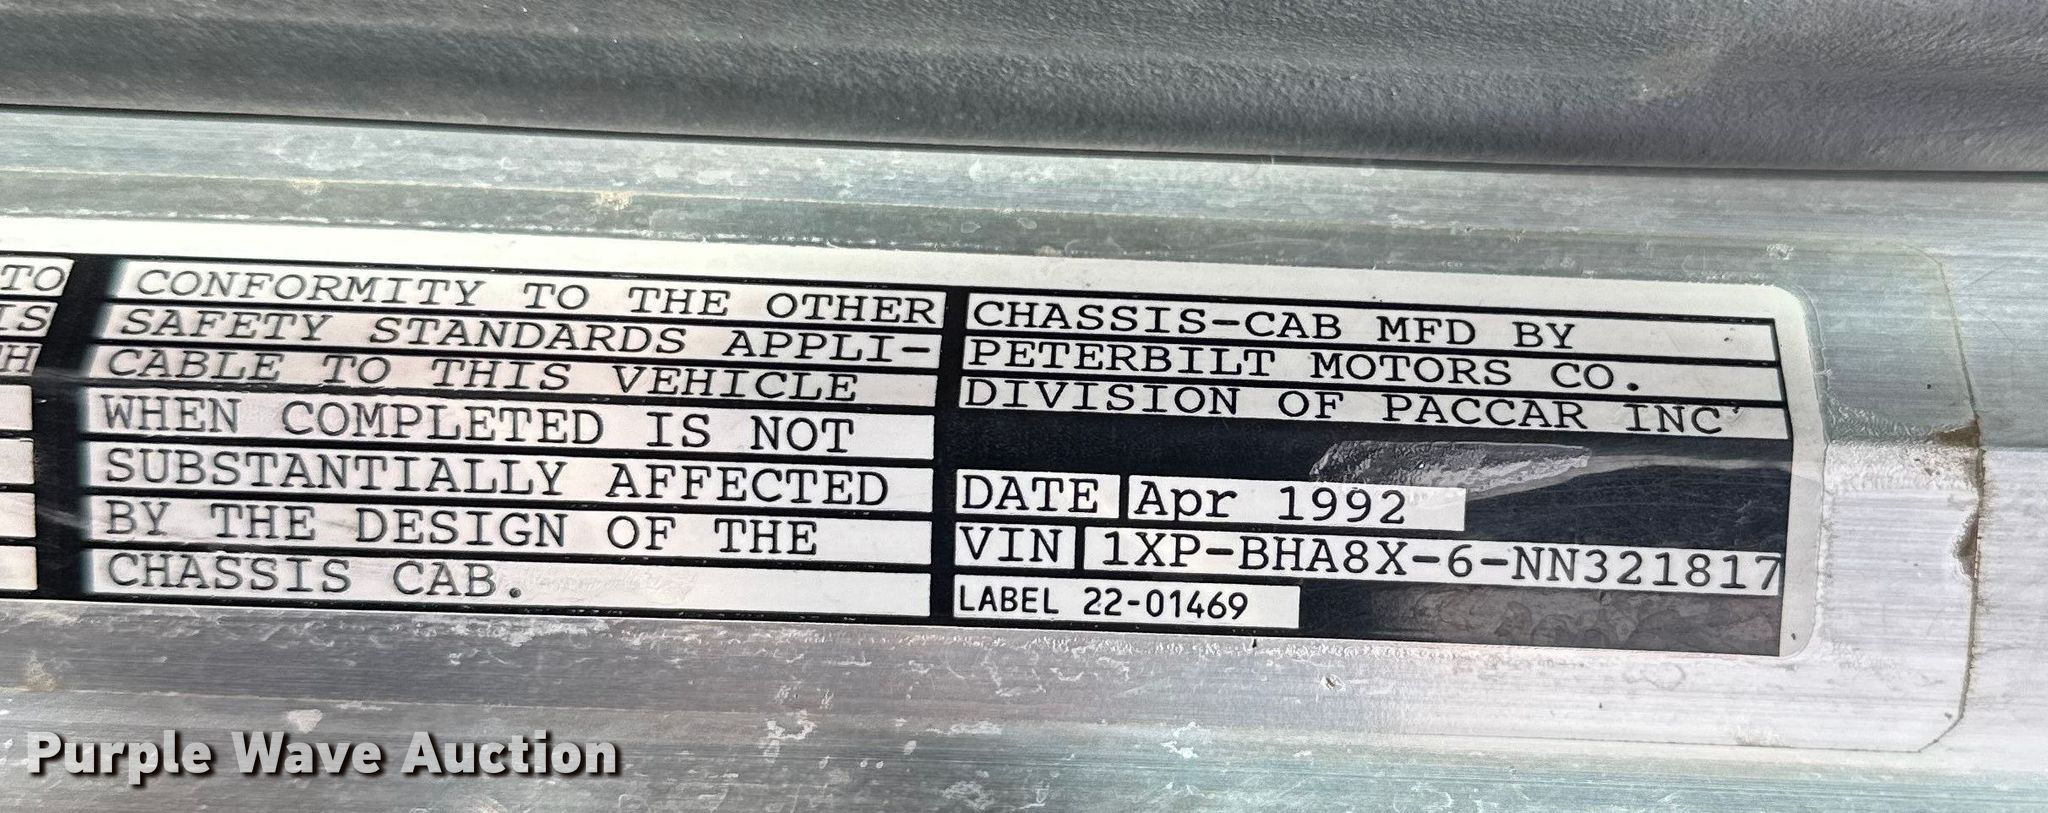 TO
IS
H
CONFORMITY TO THE OTHER
SAFETY STANDARDS APPLI-
CABLE TO THIS VEHICLE
WHEN COMPLETED IS NOT
SUBSTANTIALLY AFFECTED
BY THE DESIGN OF THE
CHASSIS CAB.
CHASSIS-CAB MFD BY
PETERBILT MOTORS CO.
DIVISION OF PACCAR INC
DATE Apr 1992
VIN 1XP-BHA8X-6-NN321817
LABEL 22-01469
Purple Wave Auction